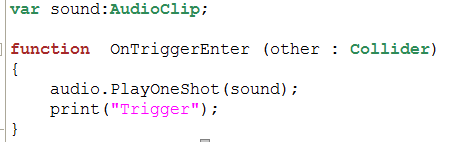 var sound:AudioClip;
function  OnTriggerEnter (other : Collider)
{
    audio.PlayOneShot(sound);
    print("Trigger");
}